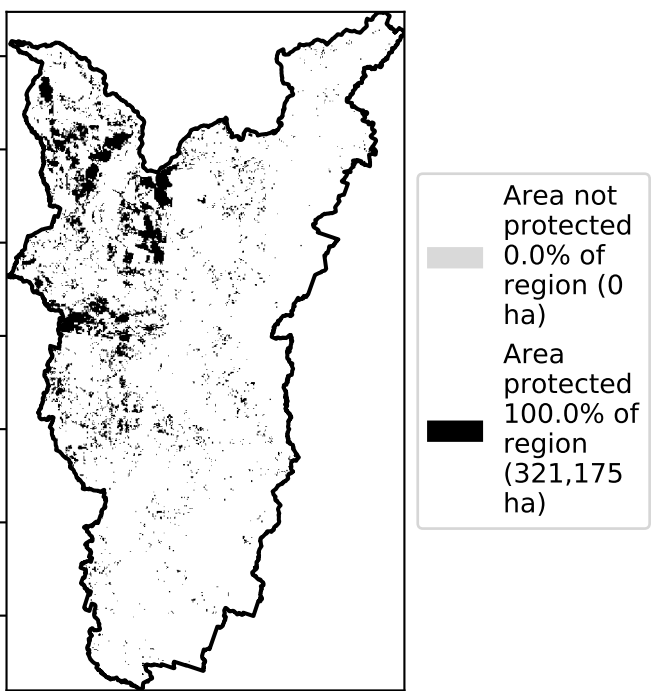 Area not
protected
0.0% of
region (0
ha)
Area
protected
100.0% of
region
(321,175
ha)